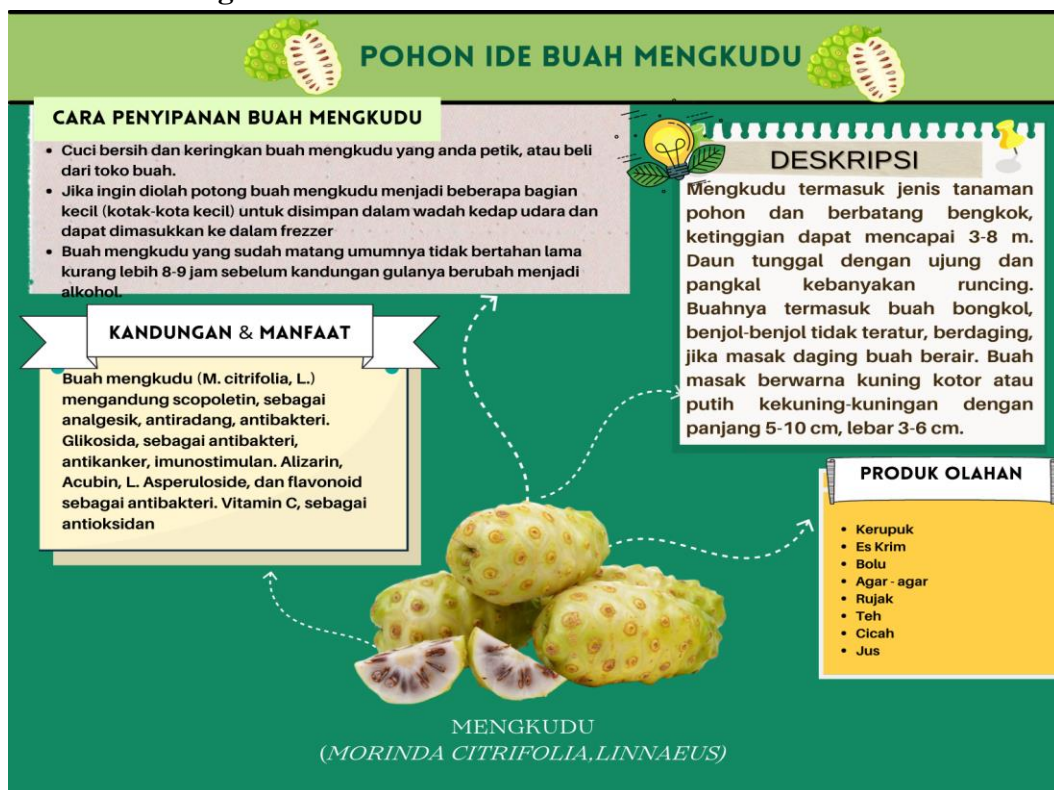 POHON IDE BUAH MENGKUDU
CARA PENYIPANAN BUAH MENGKUDU
• Cuci bersih dan keringkan buah mengkudu yang anda petik, atau beli
dari toko buah.
• Jika ingin diolah potong buah mengkudu menjadi beberapa bagian
kecil (kotak-kota kecil) untuk disimpan dalam wadah kedap udara dan
dapat dimasukkan ke dalam frezzer
• Buah mengkudu yang sudah matang umumnya tidak bertahan lama
kurang lebih 8-9 jam sebelum kandungan gulanya berubah menjadi
alkohol.
DESKRIPSI
Mengkudu termasuk jenis tanaman
pohon dan berbatang bengkok,
ketinggian dapat mencapai 3-8 m.
Daun tunggal dengan ujung dan
pangkal kebanyakan runcing.
Buahnya termasuk buah bongkol,
benjol-benjol tidak teratur, berdaging,
jika masak daging buah berair. Buah
masak berwarna kuning kotor atau
putih kekuning-kuningan dengan
panjang 5-10 cm, lebar 3-6 cm.
KANDUNGAN & MANFAAT
Buah mengkudu (M. citrifolia, L.)
mengandung scopoletin, sebagai
analgesik, antiradang, antibakteri.
Glikosida, sebagai antibakteri,
antikanker, imunostimulan. Alizarin,
Acubin, L. Asperuloside, dan flavonoid
sebagai antibakteri. Vitamin C, sebagai
antioksidan
PRODUK OLAHAN
• Kerupuk
• Es Krim
• Bolu
• Agar - agar
• Rujak
• Teh
• Cicah
• Jus
MENGKUDU
(MORINDA CITRIFOLIA,LINNAEUS)